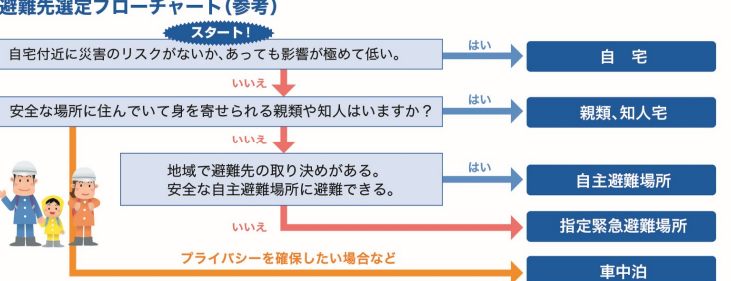 避難先選定フローチャート(参考)
スタート!
自宅付近に災害のリスクがないか、あっても影響が極めて低い。
はい
自 宅
いいえ
安全な場所に住んでいて身を寄せられる親類や知人はいますか?
はい
親類、知人宅
いいえ
地域で避難先の取り決めがある。
安全な自主避難場所に避難できる。
はい
自主避難場所
いいえ
指定緊急避難場所
プライバシーを確保したい場合など
車中泊